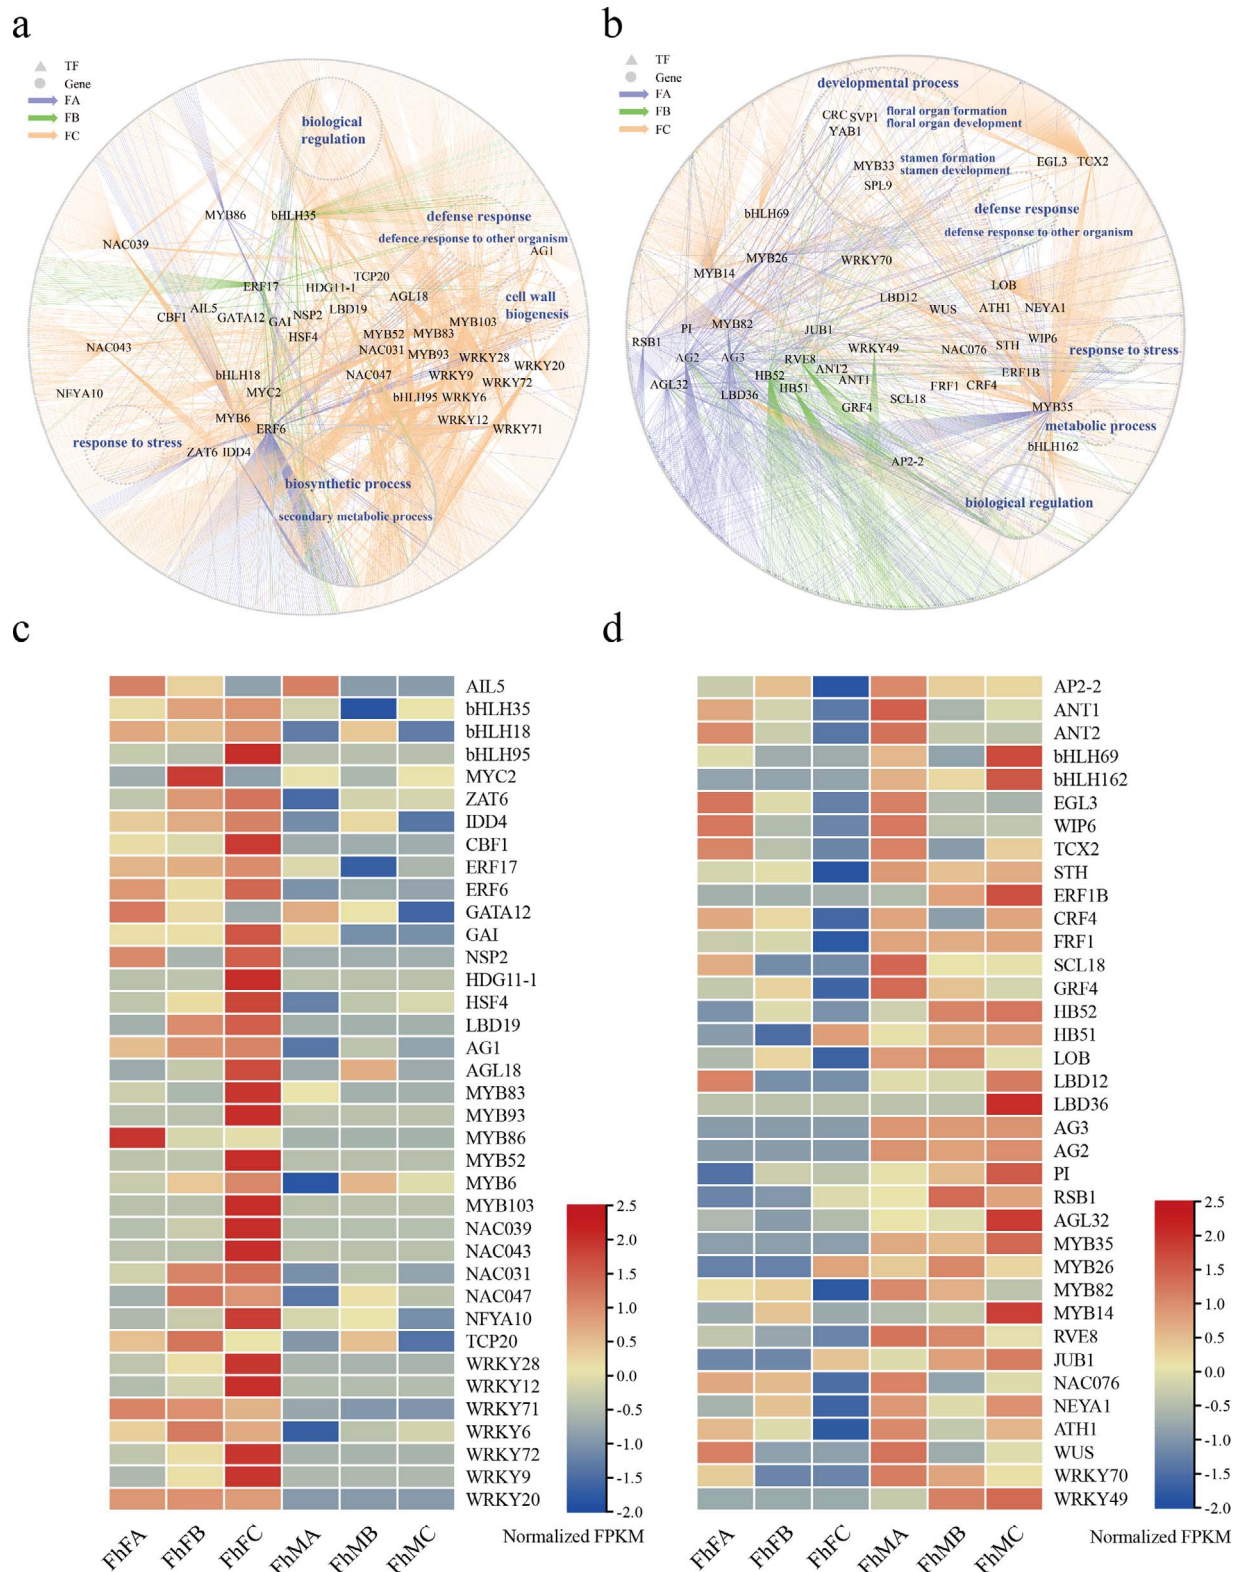 a
TF
Gene
FA
FB
FC
biological
regulation
MYB86
bHLH35
defense response
NAC039
defence response to other organism
AG1
TCP20
ERF17
HDG11-1
AGL18
cell wall
biogenesis
AIL5
CBF1
GATA12
GAI
NSP2
LBD19
HSF4
MYB52
MYB83
MYB103
NAC043
NAC031
MYB93
WRKY28
WRKY20
bHLH18
NAC047
WRKY9
WRKY72
NFYA10
MYC2
bHLH95
WRKY6
MYB6
WRKY12
ERF6
WRKY71
response to stress
ZAT6
IDD4
biosynthetic process
secondary metabolic process
b
TF
Gene
FA
FB
FC
developmental process
CRC
SVP1
YAB1
floral organ formation
floral organ development
MYB33
stamen formation
stamen development
SPL9
EGL3
TCX2
bHLH69
defense response
defense response to other organism
MYB26
WRKY70
MYB14
LOB
LBD12
WUS
ATH1
NEYA1
PI
MYB82
JUB1
RSB1
WRKY49
NAC076
STH
WIP6
response to stress
AG2
AG3
RVE8
ANT2
HB52
ANT1
ERF1B
AGL32
HB51
FRF1
CRF4
LBD36
SCL18
GRF4
MYB35
metabolic process
bHLH162
AP2-2
biological regulation
c
AIL5
bHLH35
bHLH18
bHLH95
MYC2
ZAT6
IDD4
CBF1
ERF17
ERF6
GATA12
GAI
NSP2
HDG11-1
HSF4
LBD19
AG1
AGL18
MYB83
MYB93
MYB86
MYB52
MYB6
MYB103
NAC039
NAC043
NAC031
NAC047
NFYA10
TCP20
WRKY28
WRKY12
WRKY71
WRKY6
WRKY72
WRKY9
WRKY20
2.5
2.0
1.5
1.0
0.5
0.0
-0.5
-1.0
-1.5
-2.0
Normalized FPKM
FhFA
FhFB
FhFC
FhMA
FhMB
FhMC
d
AP2-2
ANT1
ANT2
bHLH69
bHLH162
EGL3
WIP6
TCX2
STH
ERF1B
CRF4
FRF1
SCL18
GRF4
HB52
HB51
LOB
LBD12
LBD36
AG3
AG2
PI
RSB1
AGL32
MYB35
MYB26
MYB82
MYB14
RVE8
JUB1
NAC076
NEYA1
ATH1
WUS
WRKY70
WRKY49
2.5
2.0
1.5
1.0
0.5
0.0
-0.5
-1.0
-1.5
-2.0
Normalized FPKM
FhFA
FhFB
FhFC
FhMA
FhMB
FhMC